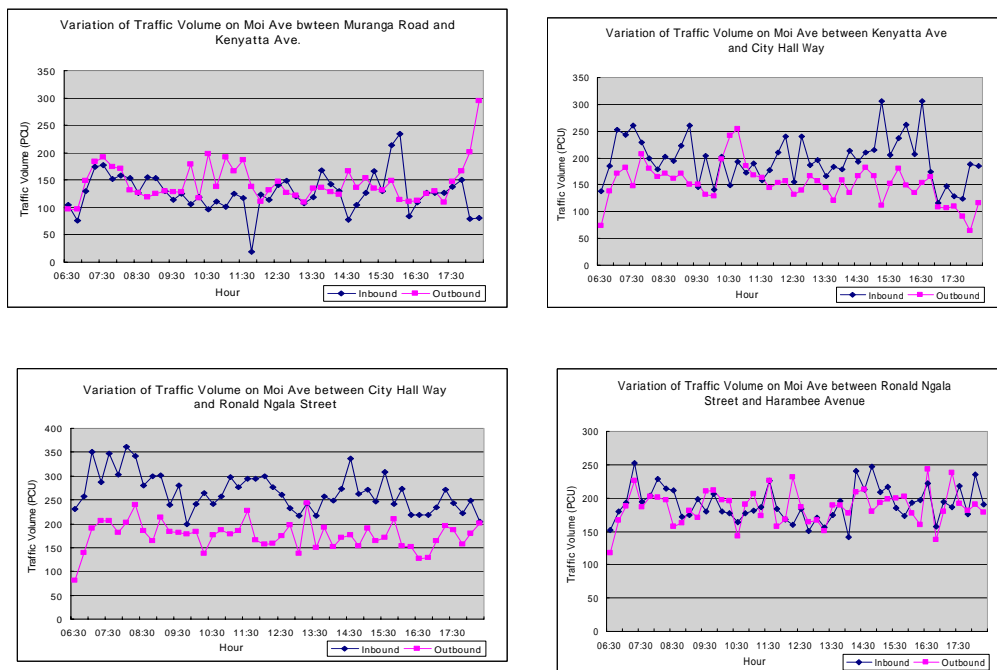 Variation of Traffic Volume on Moi Ave bwteen Muranga Road and
Kenyatta Ave.
350
300
250
200
150
100
50
0
Traffic Volume (PCU)
06:30 07:30 08:30 09:30 10:30 11:30 12:30 13:30 14:30 15:30 16:30 17:30
Hour
Inbound Outbound
Variation of Traffic Volume on Moi Ave between Kenyatta Ave
and City Hall Way
350
300
250
200
150
100
50
0
Traffic Volume (PCU)
06:30 07:30 08:30 09:30 10:30 11:30 12:30 13:30 14:30 15:30 16:30 17:30
Hour
Inbound Outbound
Variation of Traffic Volume on Moi Ave between City Hall Way
and Ronald Ngala Street
400
350
300
250
200
150
100
50
0
Traffic Volume (PCU)
06:30 07:30 08:30 09:30 10:30 11:30 12:30 13:30 14:30 15:30 16:30 17:30
Hour
Inbound Outbound
Variation of Traffic Volume on Moi Ave between Ronald Ngala
Street and Harambee Avenue
300
250
200
150
100
50
0
Traffic Volume (PCU)
06:30 07:30 08:30 09:30 10:30 11:30 12:30 13:30 14:30 15:30 16:30 17:30
Hour
Inbound Outbound